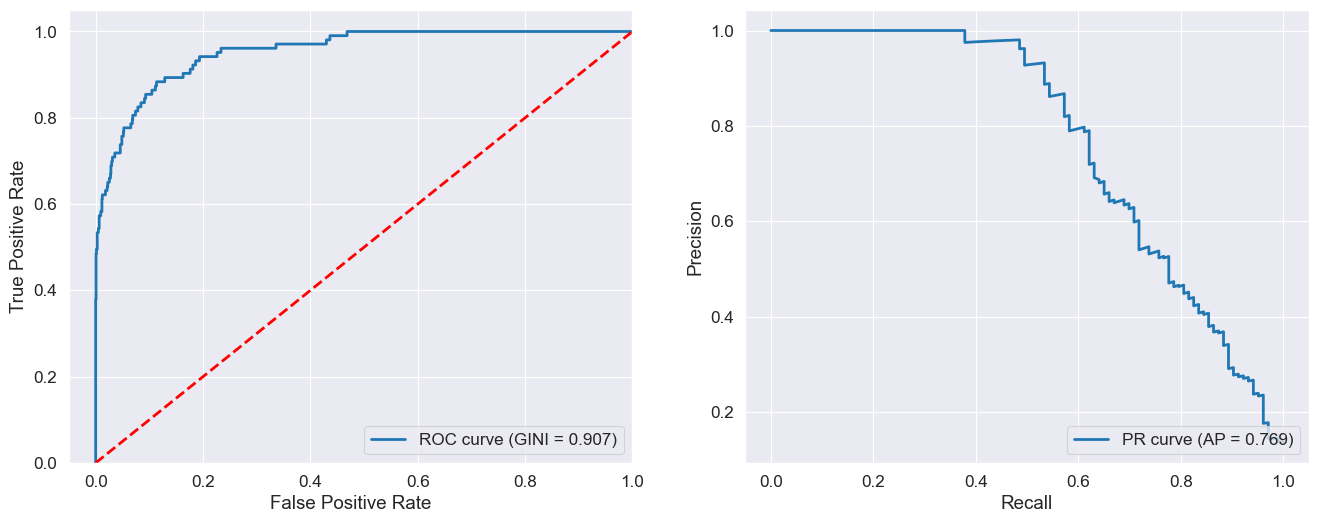 1.0
0.8
0.6
0.4
0.2
0.0
True Positive Rate
ROC curve (GINI = 0.907)
0.0 0.2 0.4 0.6 0.8 1.0
False Positive Rate
1.0
0.8
0.6
0.4
0.2
Precision
PR curve (AP = 0.769)
0.0 0.2 0.4 0.6 0.8 1.0
Recall